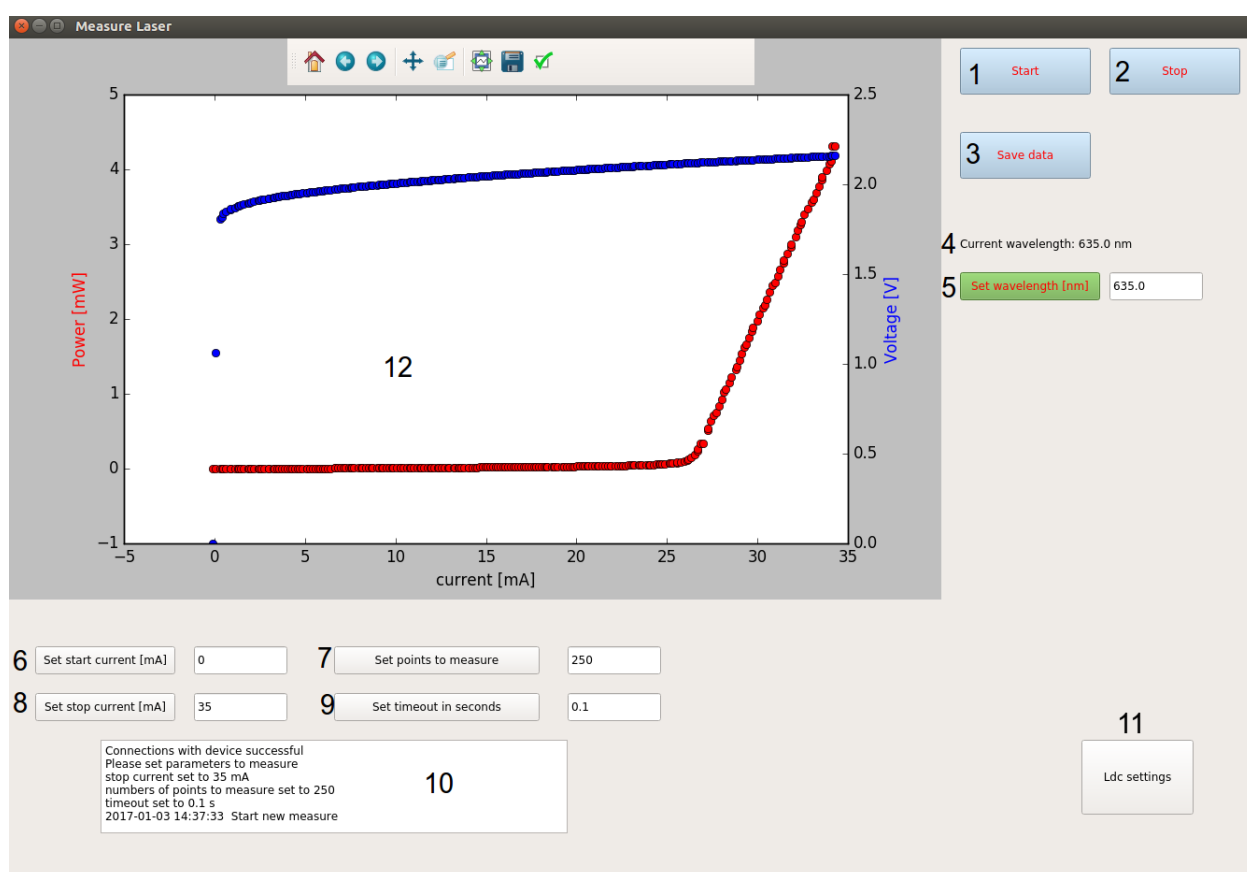 Measure Laser
5
4
3
2
1
0
−1
Power [mW]
2.5
2.0
1.5
1.0
0.5
0.0
Voltage [V]
−5 0 5 10 15 20 25 30 35
current [mA]
12
1 Start
2 Stop
3 Save data
4 Current wavelength: 635.0 nm
5 Set wavelength [nm] 635.0
6 Set start current [mA] 0
7 Set points to measure 250
8 Set stop current [mA] 35
9 Set timeout in seconds 0.1
Connections with device successful
Please set parameters to measure
stop current set to 35 mA
numbers of points to measure set to 250
timeout set to 0.1 s
2017-01-03 14:37:33 Start new measure
10
11
Ldc settings